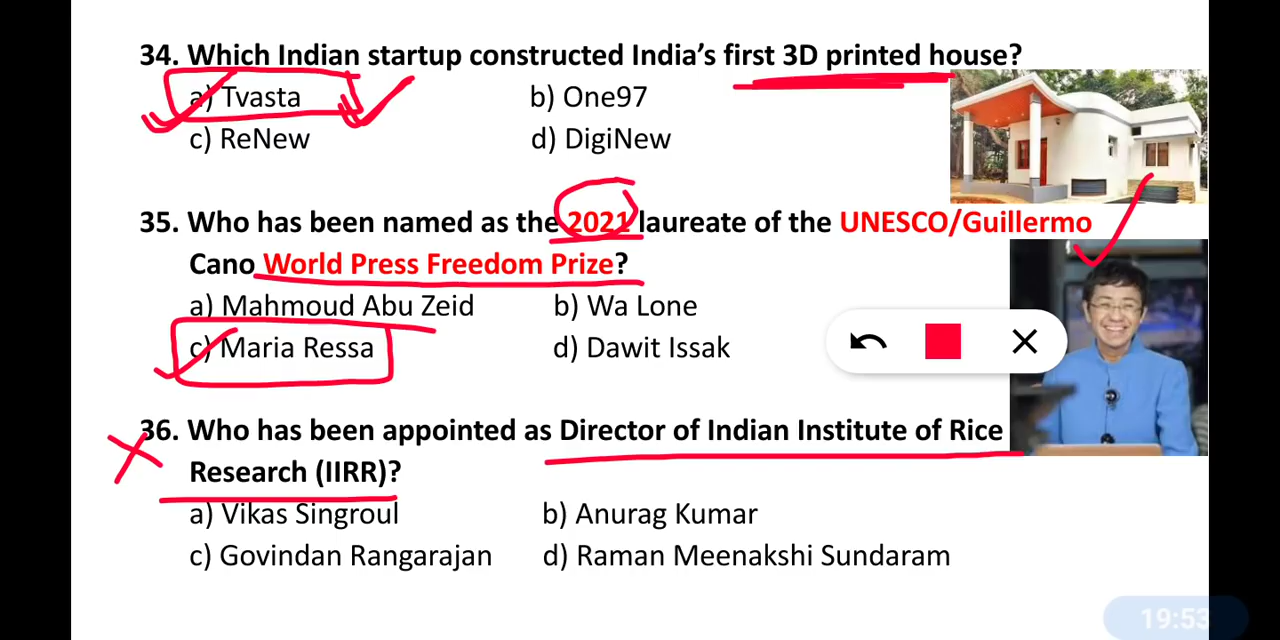 34. Which Indian startup constructed India's first 3D printed house?
a) Tvasta b) One97
c) ReNew d) DigiNew
35. Who has been named as the 2021 laureate of the UNESCO/Guillermo
Cano World Press Freedom Prize?
a) Mahmoud Abu Zeid b) Wa Lone
c) Maria Ressa d) Dawit Issak
36. Who has been appointed as Director of Indian Institute of Rice
Research (IIRR)?
a) Vikas Singroul b) Anurag Kumar
c) Govindan Rangarajan d) Raman Meenakshi Sundaram
19:53